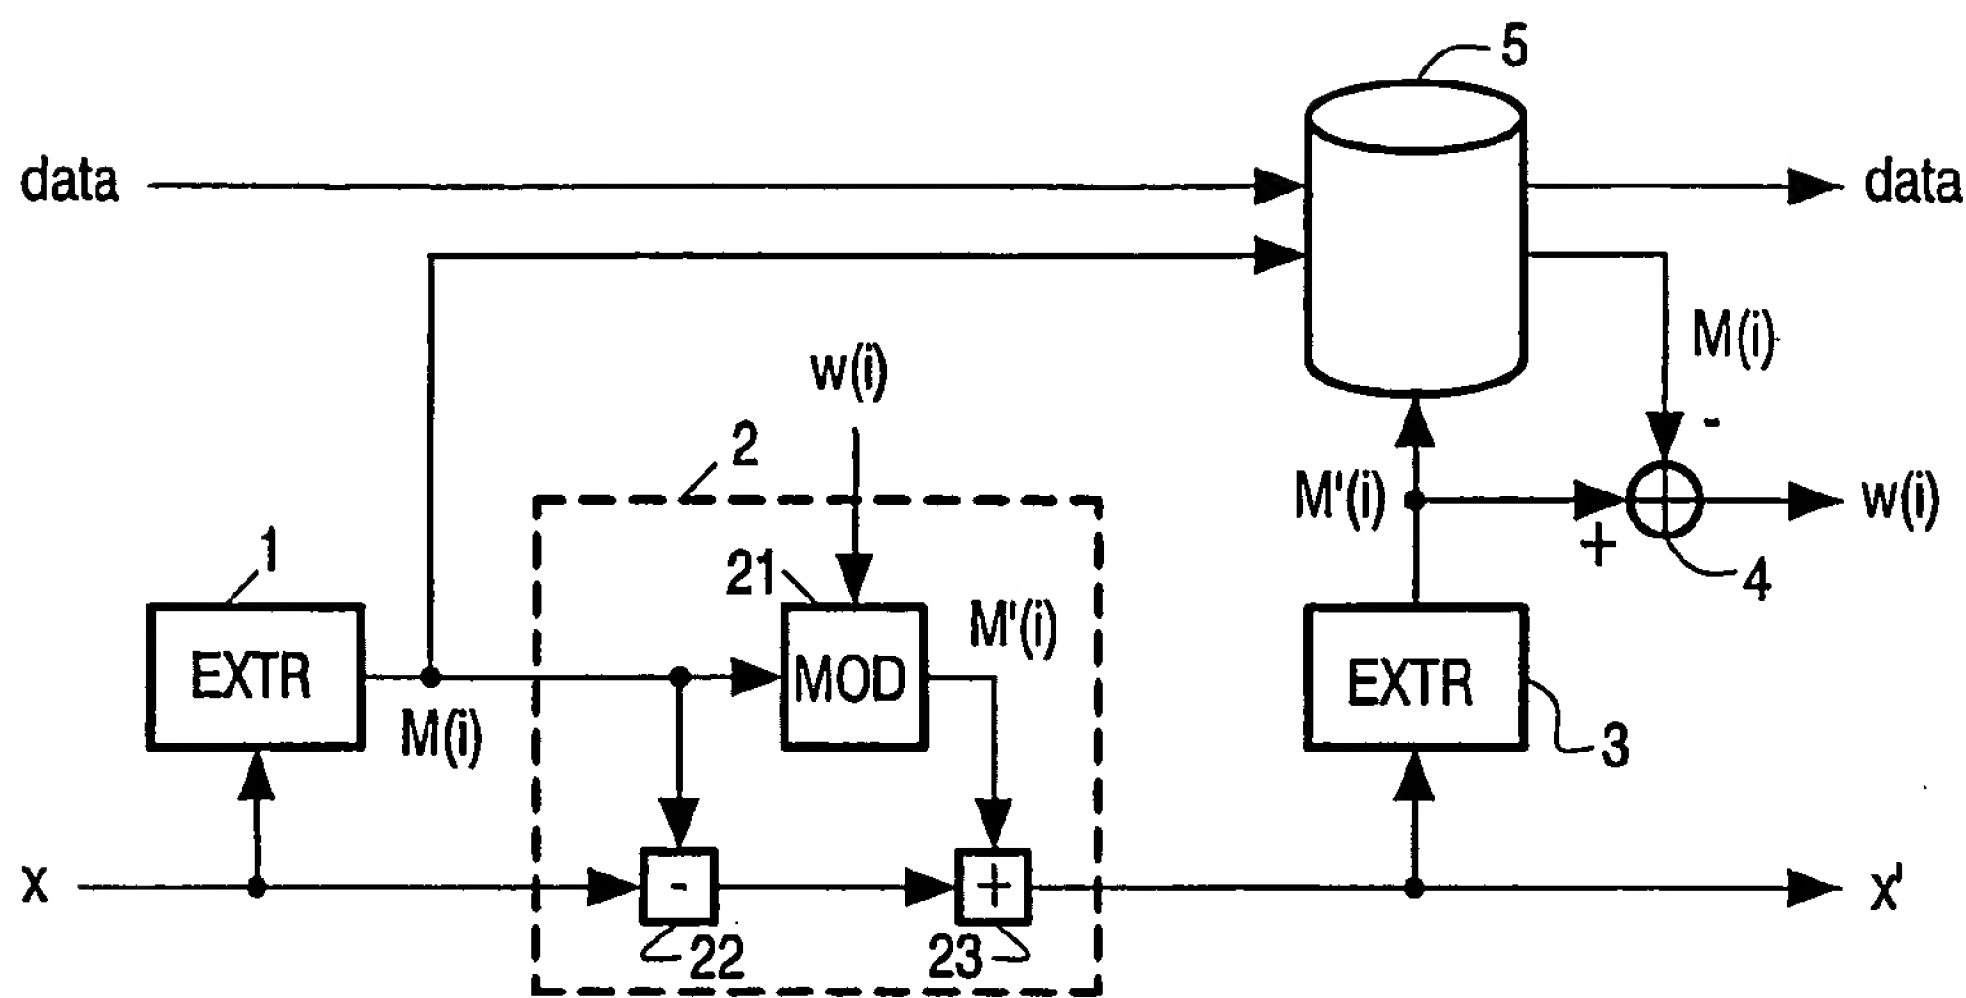 5
data
data
M(i)
w(i)
-
2
M'(i)
w(i)
+
1
21
4
M'(i)
EXTR
MOD
EXTR
M(i)
3
x
-
+
x'
22
23